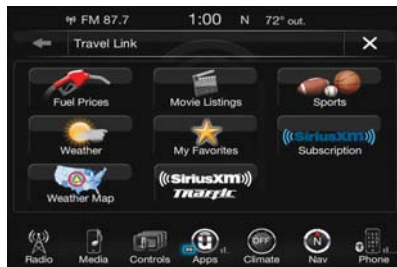 FM 87.7 1:00 N 72° out.
Travel Link
Fuel Prices Movie Listings Sports
((SiriusXM))
Weather My Favorites Subscription
((SiriusXM))
Traffic
Weather Map
OFF N
Radio Media Controls Apps Climate Nav Phone